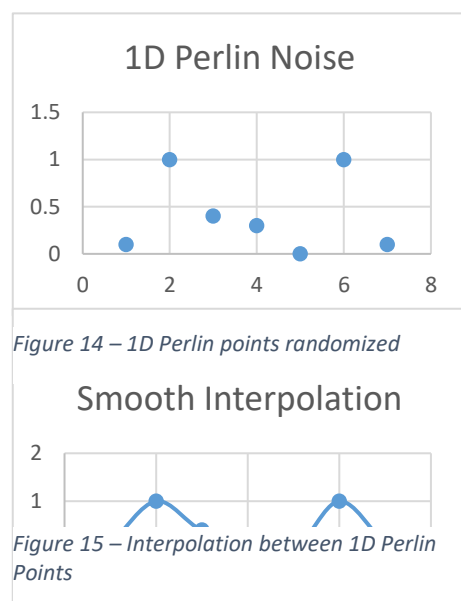 1D Perlin Noise
1.5
1
0.5
0
0 2 4 6 8
Figure 14 – 1D Perlin points randomized
Smooth Interpolation
2
1
Figure 15 – Interpolation between 1D Perlin
Points